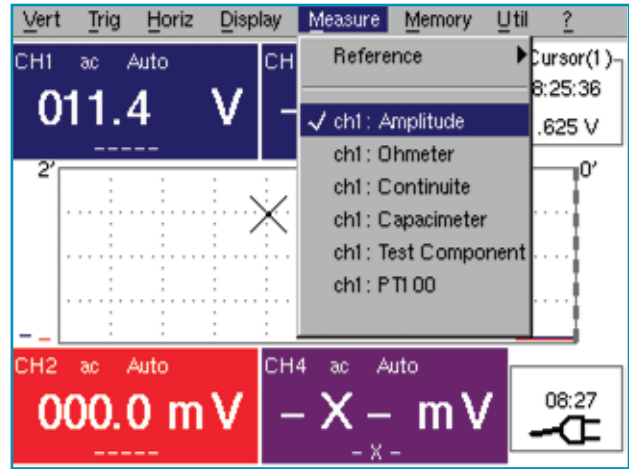 Vert Trig Horiz Display Measure Memory Util ?
CH1 ac Auto
011.4 V
-----
CH
-
Reference
✓ ch1 : Amplitude
ch1 : Ohmeter
ch1 : Continuite
ch1 : Capacimeter
ch1 : Test Component
ch1 : PT100
Cursor(1)
8:25:36
.625 V
2'
0'
CH2 ac Auto
000.0 mV
-----
CH4 ac Auto
- X - mV
- X -
08:27